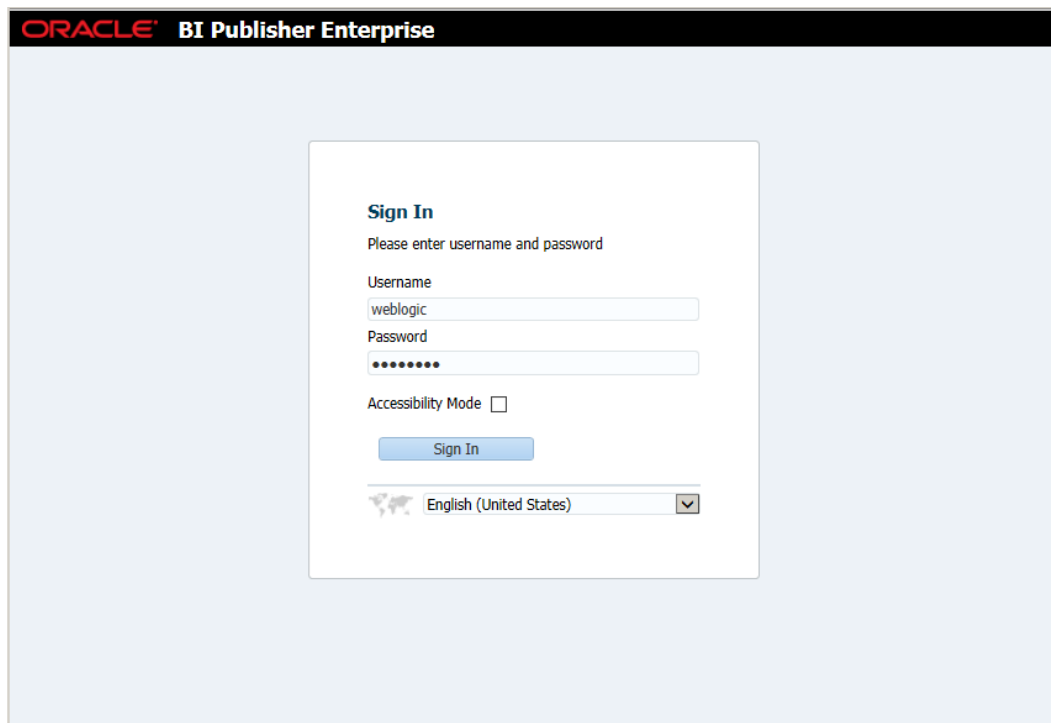 ORACLE BI Publisher Enterprise
Sign In
Please enter username and password
Username
weblogic
Password
••••••••
Accessibility Mode
Sign In
English (United States)